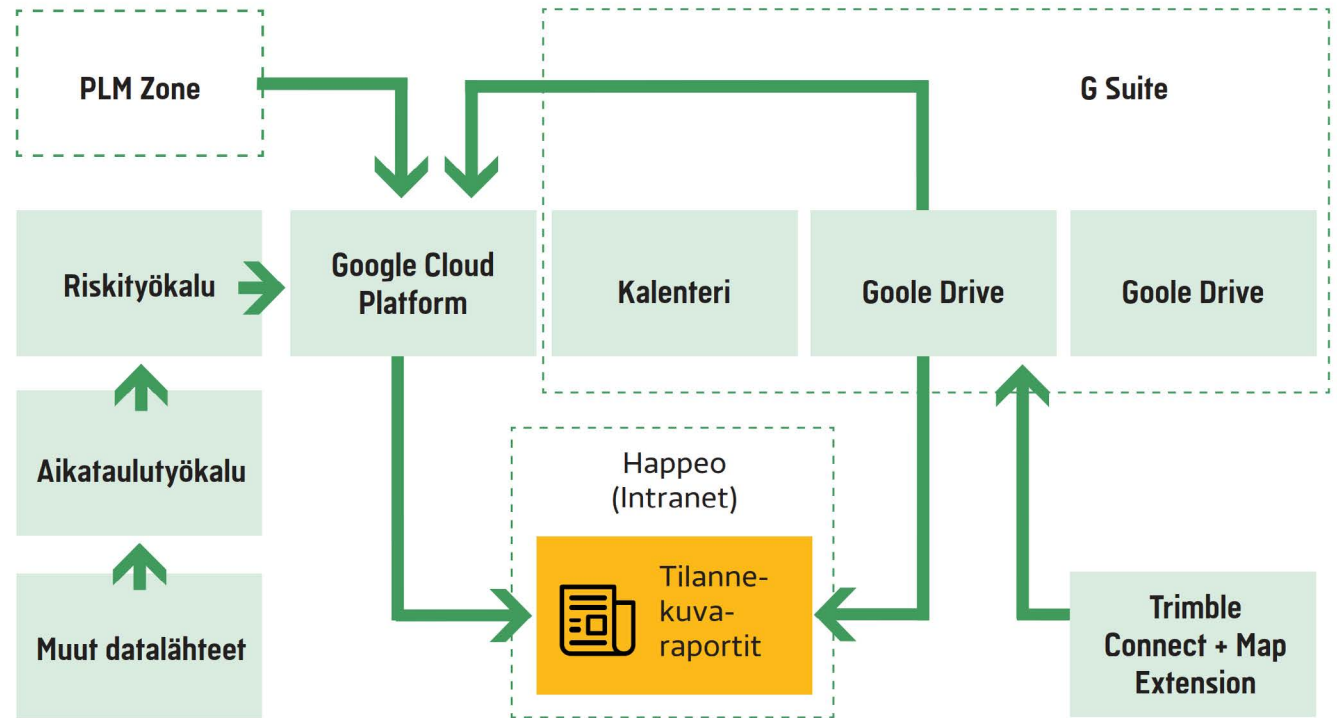 PLM Zone
G Suite
Riskityökalu
Google Cloud
Platform
Kalenteri
Goole Drive
Goole Drive
Aikataulutyökalu
Happeo
(Intranet)
Tilanne-
kuva-
raportit
Muut datalähteet
Trimble
Connect + Map
Extension